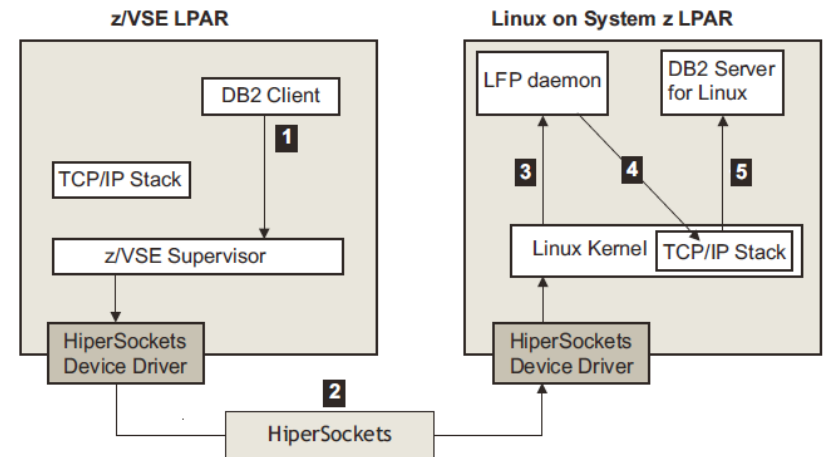 z/VSE LPAR
Linux on System z LPAR
DB2 Client
1
TCP/IP Stack
z/VSE Supervisor
HiperSockets
Device Driver
2
HiperSockets
LFP daemon
DB2 Server
for Linux
3
4
5
Linux Kernel
TCP/IP Stack
HiperSockets
Device Driver